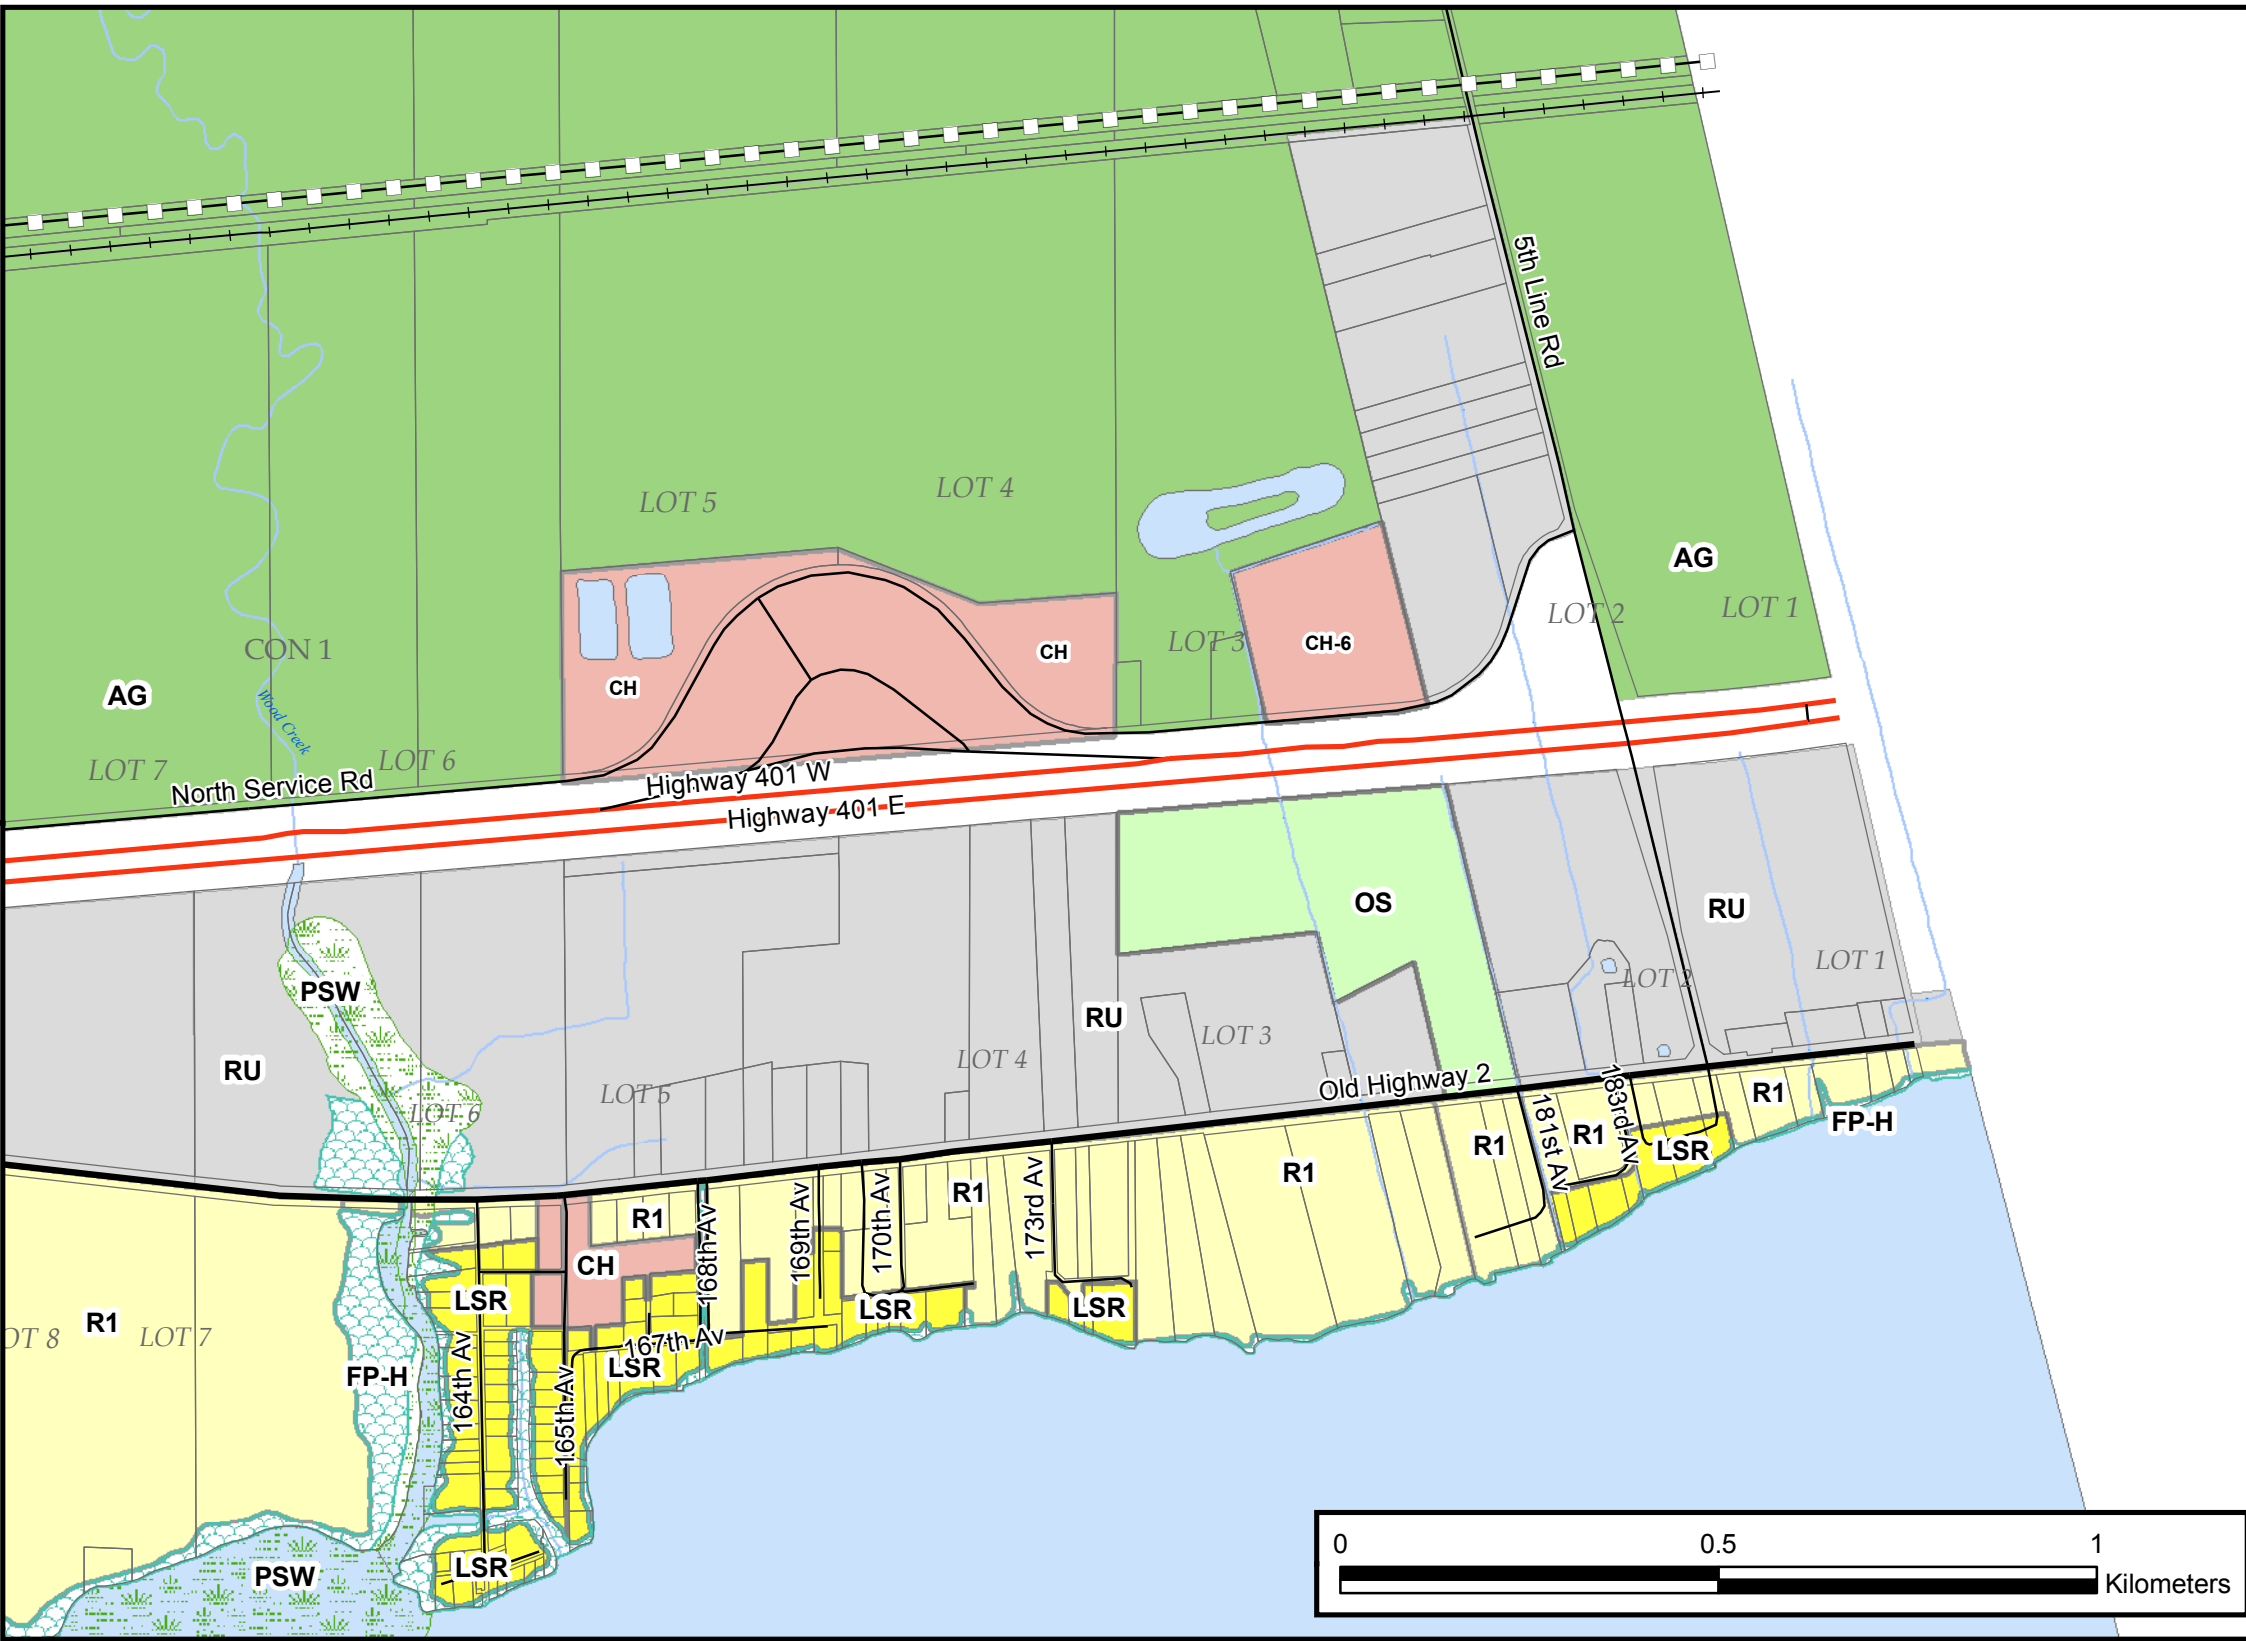 5th Line Rd
LOT 4
LOT 5
AG
LOT 1
LOT 2
CON 1
LOT 3
CH-6
CH
CH
AG
Wood Creek
LOT 6
LOT 7
North Service Rd
Highway 401 W
Highway 401 E
OS
RU
LOT 1
LOT 2
PSW
RU
LOT 3
LOT 4
RU
LOT 5
LOT 6
Old Highway 2
R1
FP-H
183rd Av
181st Av
R1
R1
LSR
R1
R1
173rd Av
170th Av
169th Av
168th Av
R1
CH
LSR
LSR
LSR
R1
OT 8
LOT 7
167th Av
LSR
FP-H
164th Av
165th Av
LSR
PSW
0 0.5 1
Kilometers